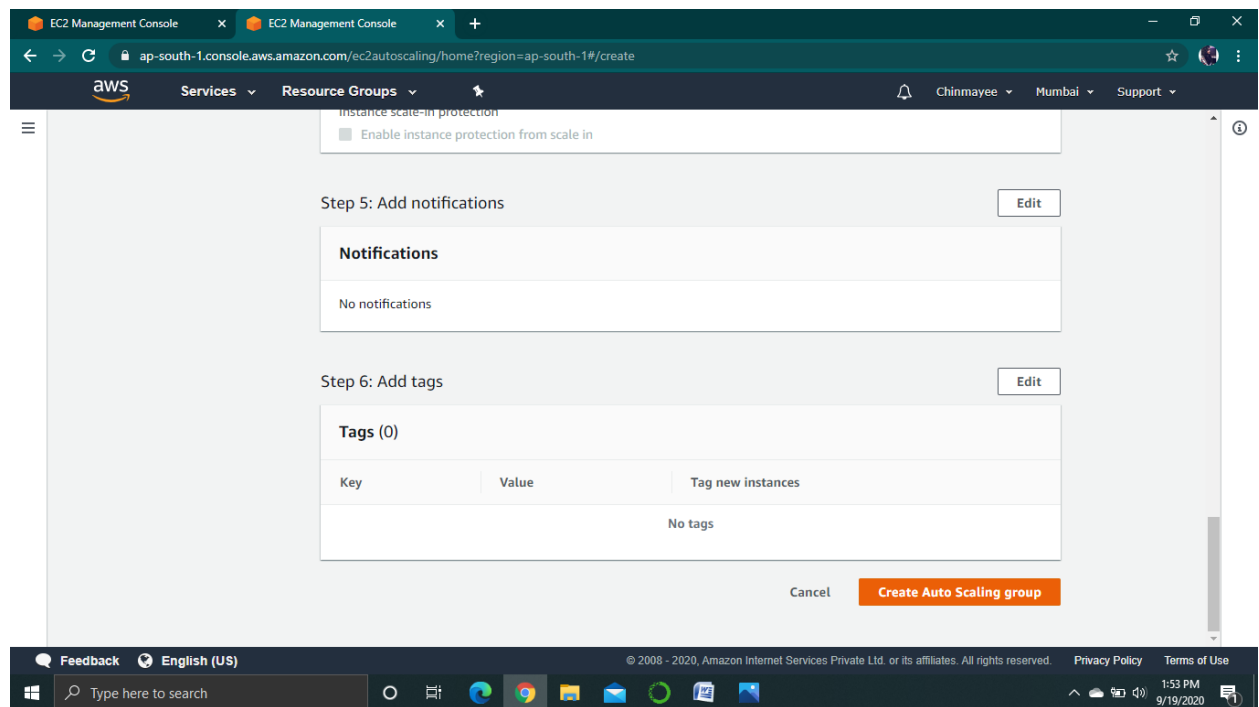 EC2 Management Console
EC2 Management Console
ap-south-1.console.aws.amazon.com/ec2autoscaling/home?region=ap-south-1#/create
aws Services Resource Groups Chinmayee Mumbai Support
Instance scale-in protection
Enable instance protection from scale in
Step 5: Add notifications Edit
Notifications
No notifications
Step 6: Add tags Edit
Tags (0)
Key Value Tag new instances
No tags
Cancel Create Auto Scaling group
Feedback English (US) © 2008 - 2020, Amazon Internet Services Private Ltd. or its affiliates. All rights reserved. Privacy Policy Terms of Use
Type here to search
1:53 PM
9/19/2020
1